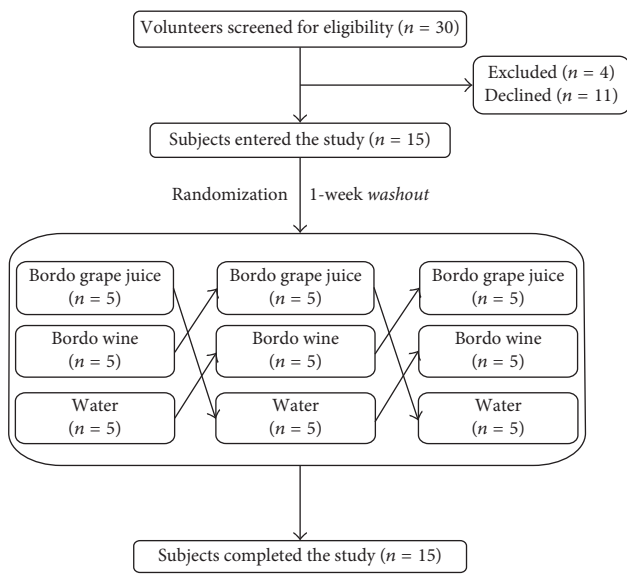 Volunteers screened for eligibility (n = 30)
Excluded (n = 4)
Declined (n = 11)
Subjects entered the study (n = 15)
Randomization 1-week washout
Bordo grape juice
(n = 5)
Bordo grape juice
(n = 5)
Bordo grape juice
(n = 5)
Bordo wine
(n = 5)
Bordo wine
(n = 5)
Bordo wine
(n = 5)
Water
(n = 5)
Water
(n = 5)
Water
(n = 5)
Subjects completed the study (n = 15)